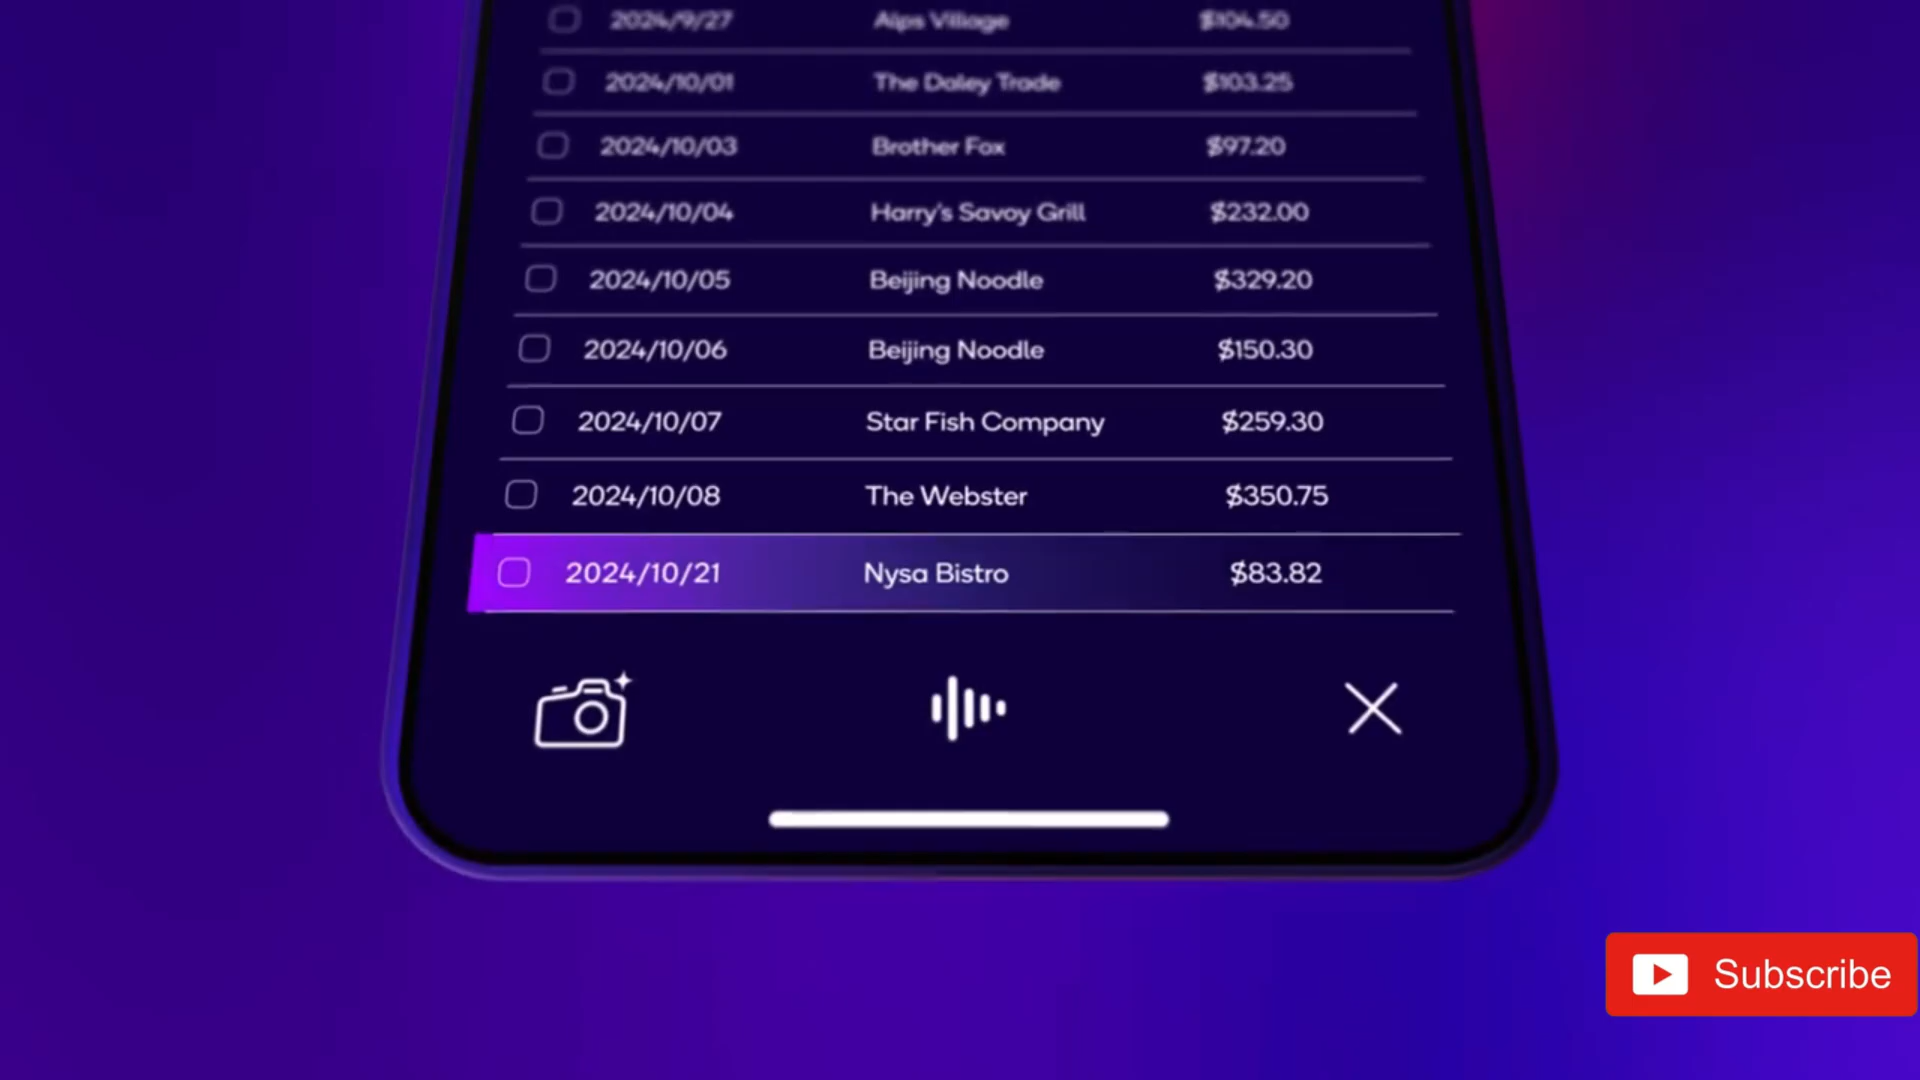 2024/9/27 Alps Village $104.50
2024/10/01 The Daley Trade $103.25
2024/10/03 Brother Fox $97.20
2024/10/04 Harry's Savoy Grill $232.00
2024/10/05 Beijing Noodle $329.20
2024/10/06 Beijing Noodle $150.30
2024/10/07 Star Fish Company $259.30
2024/10/08 The Webster $350.75
2024/10/21 Nysa Bistro $83.82
Subscribe